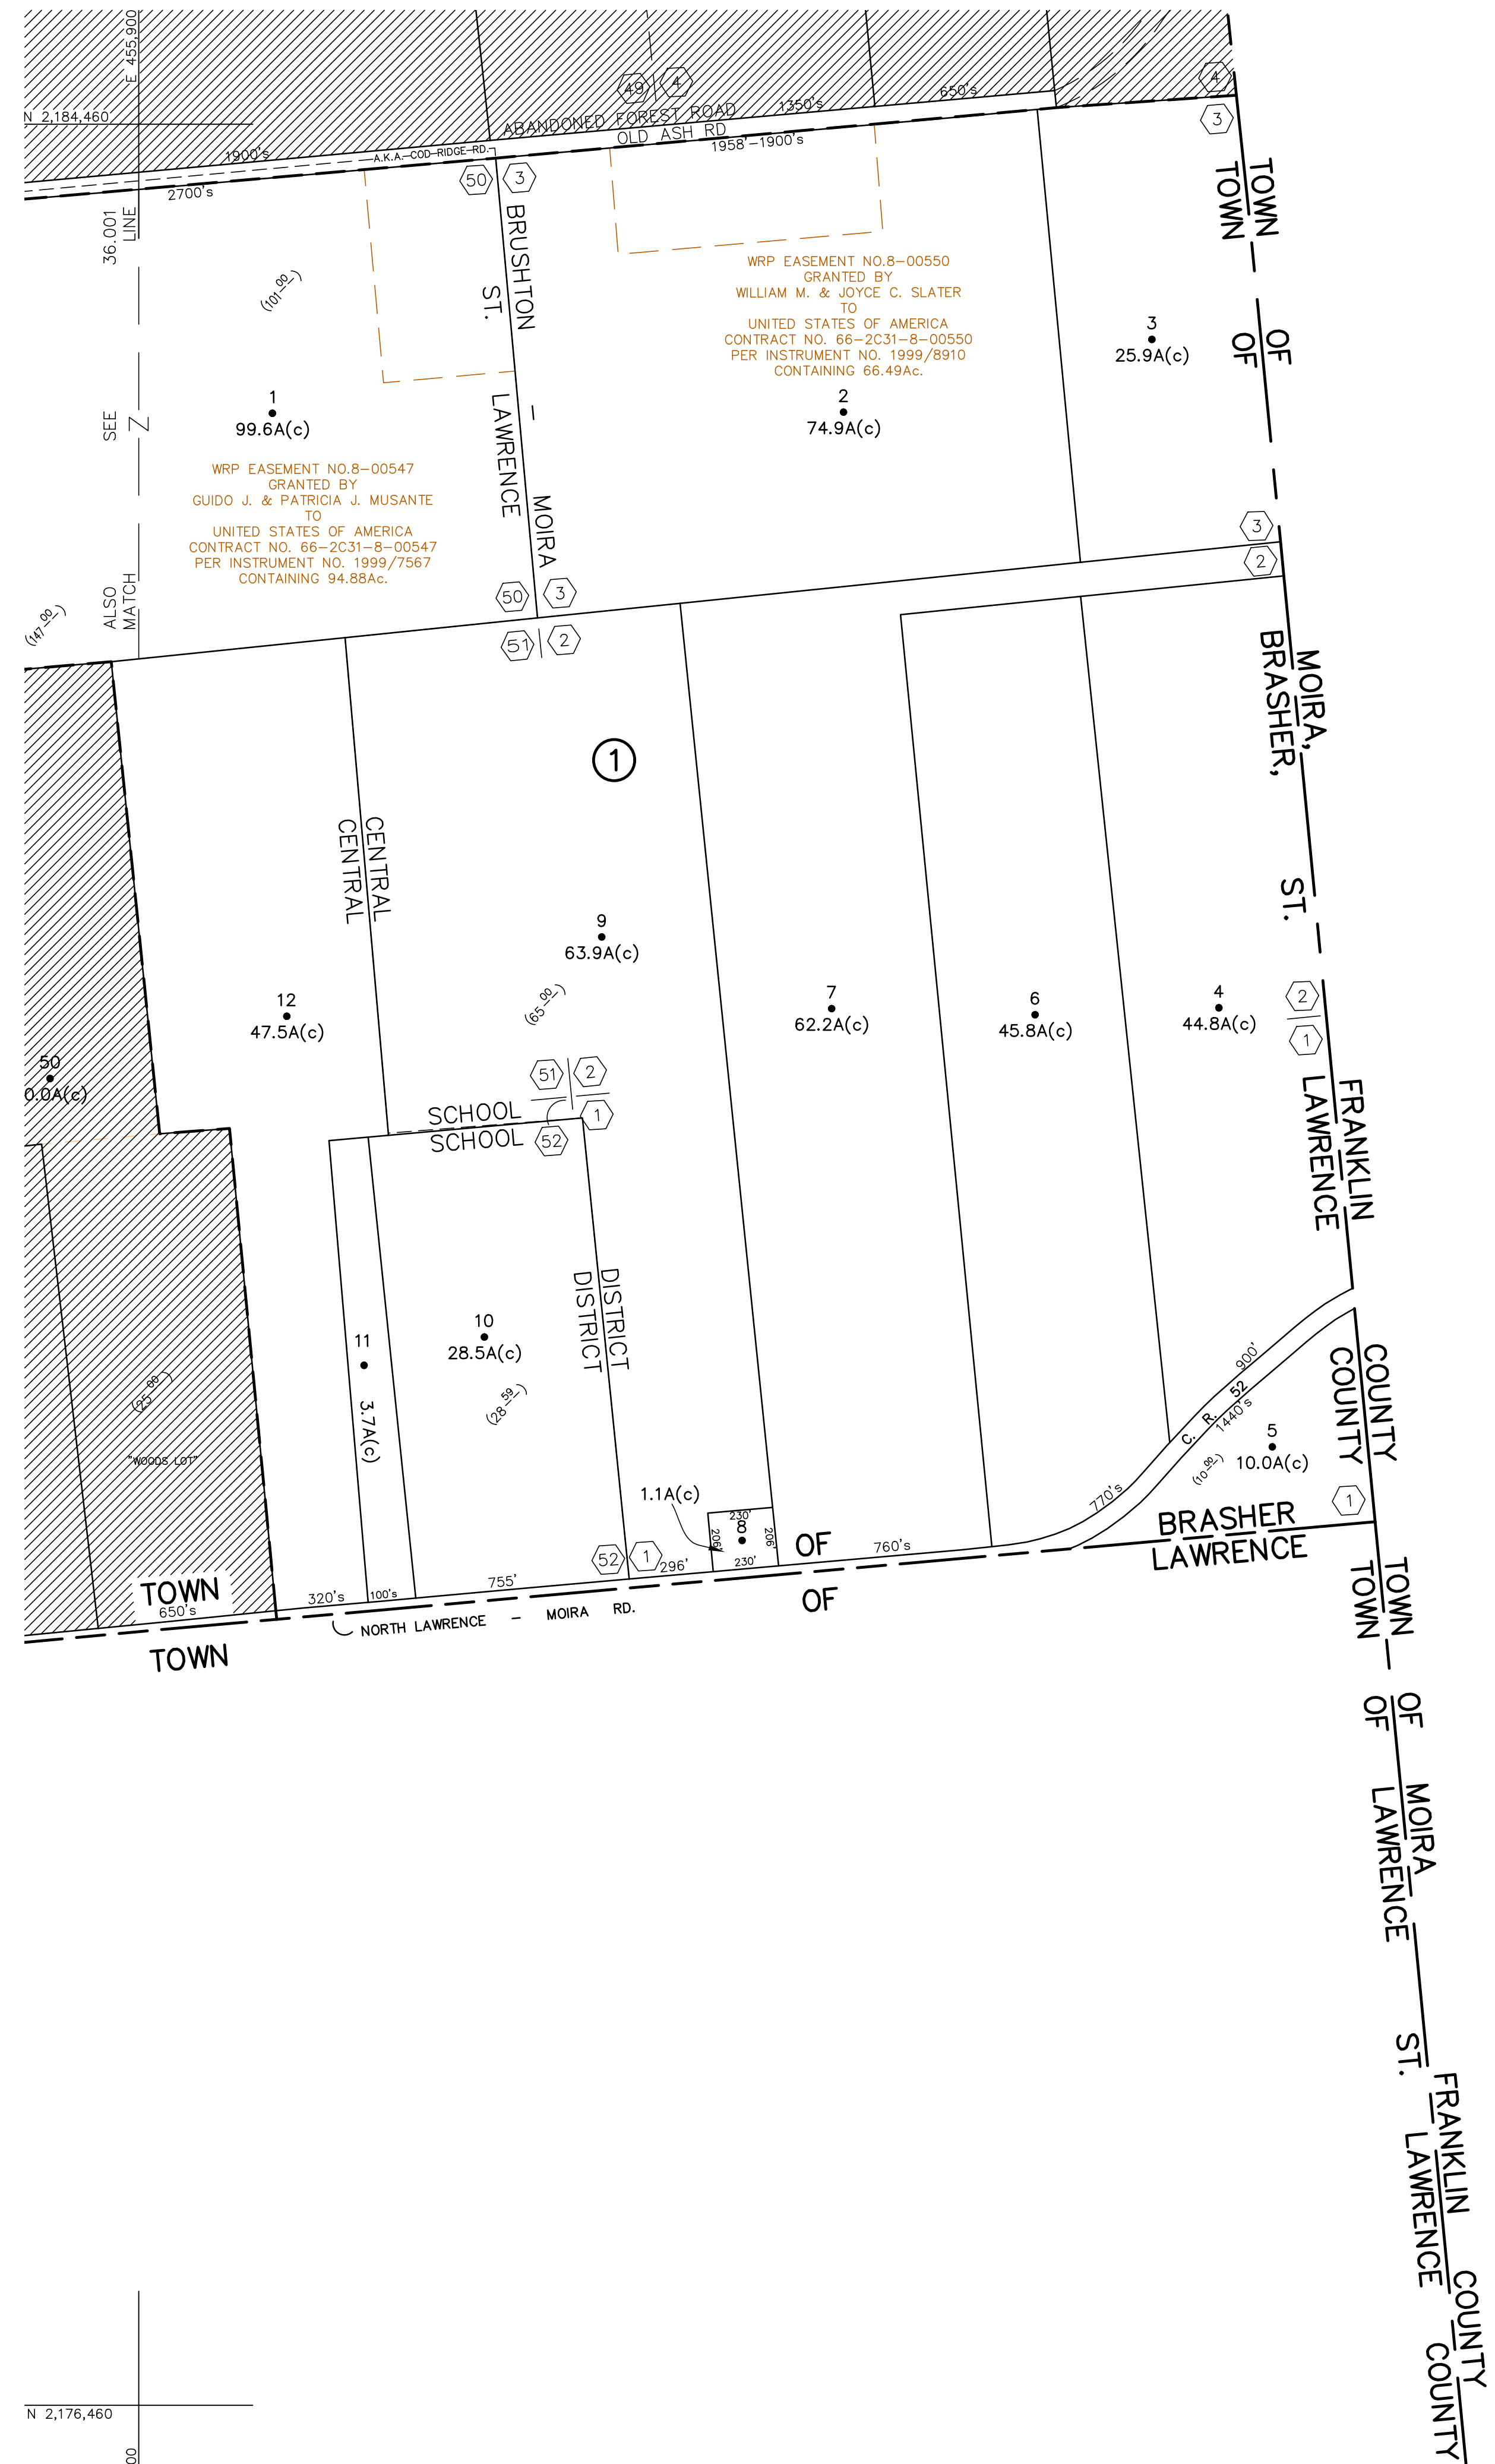 E 455,900
N 2,184,460
49
4
4
3
ABANDONED FOREST ROAD
OLD ASH RD
1350's
650's
1900's
A.K.A. COD RIDGE RD.
2700's
1958'-1900's
50
3
TOWN
TOWN
36.001
LINE
SEE
Z
ALSO
MATCH
(101.00)
BRUSHTON
ST.
LAWRENCE
–
MOIRA
WRP EASEMENT NO.8-00550
GRANTED BY
WILLIAM M. & JOYCE C. SLATER
TO
UNITED STATES OF AMERICA
CONTRACT NO. 66-2C31-8-00550
PER INSTRUMENT NO. 1999/8910
CONTAINING 66.49Ac.
3
25.9A(c)
OF
OF
1
99.6A(c)
2
74.9A(c)
WRP EASEMENT NO.8-00547
GRANTED BY
GUIDO J. & PATRICIA J. MUSANTE
TO
UNITED STATES OF AMERICA
CONTRACT NO. 66-2C31-8-00547
PER INSTRUMENT NO. 1999/7567
CONTAINING 94.88Ac.
3
2
50
3
51
2
(147.00)
MOIRA,
BRASHER,
1
CENTRAL
CENTRAL
ST.
9
63.9A(c)
(65.00)
12
47.5A(c)
7
62.2A(c)
6
45.8A(c)
4
44.8A(c)
2
1
50
0.0A(c)
51
2
1
52
SCHOOL
SCHOOL
FRANKLIN
LAWRENCE
DISTRICT
DISTRICT
10
28.5A(c)
(28.59)
11
3.7A(c)
(25.00)
"WOODS LOT"
900'
C. R. 52
1440's
770's
5
10.0A(c)
(10.00)
COUNTY
COUNTY
1
1.1A(c)
230'
8
206'
206'
230'
52
1
296'
OF
OF
760's
BRASHER
LAWRENCE
TOWN
650's
TOWN
320's
100's
755'
NORTH LAWRENCE – MOIRA RD.
TOWN
TOWN
OF
OF
MOIRA
LAWRENCE
ST.
FRANKLIN
LAWRENCE
COUNTY
COUNTY
N 2,176,460
00